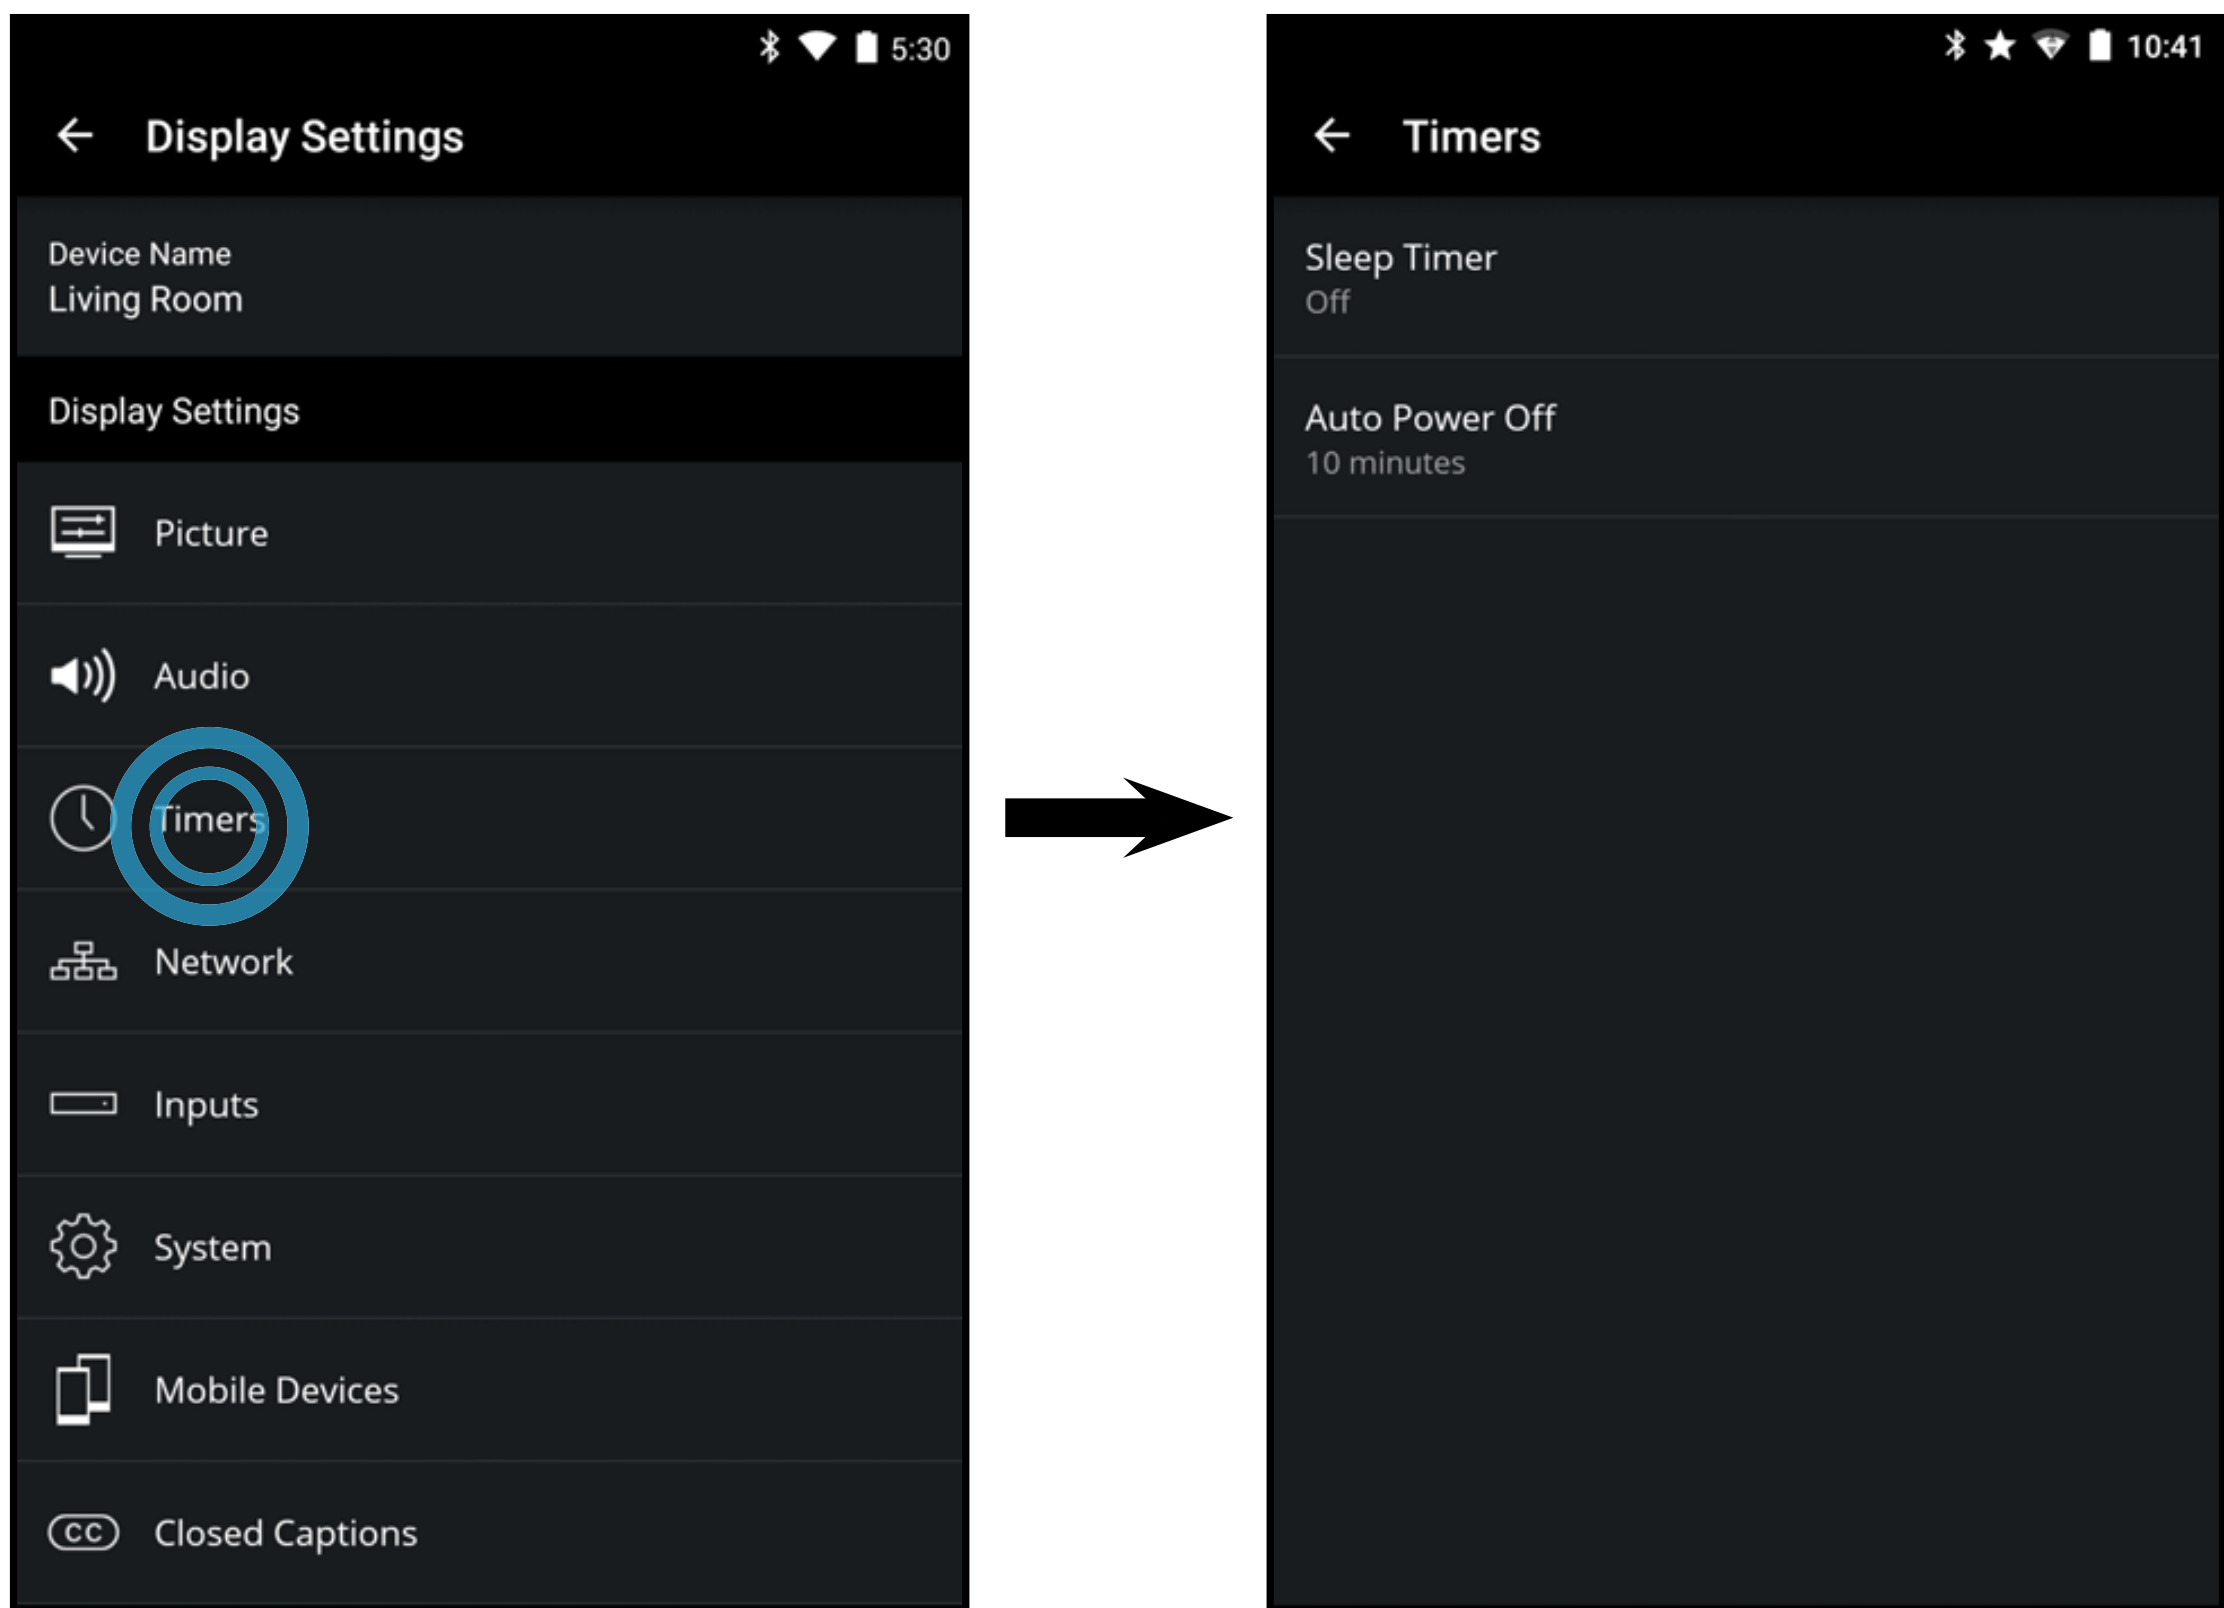 5:30
Display Settings
Device Name
Living Room
Display Settings
Picture
Audio
Timers
Network
Inputs
System
Mobile Devices
CC Closed Captions
10:41
Timers
Sleep Timer
Off
Auto Power Off
10 minutes